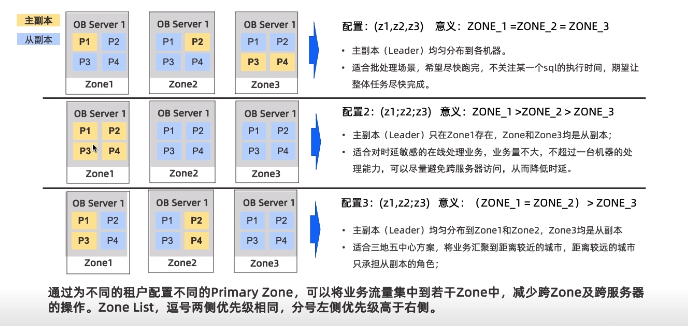 主副本
从副本
OB Server 1
P1 P2
P3 P4
Zone1
OB Server 1
P1 P2
P3 P4
Zone2
OB Server 1
P1 P2
P3 P4
Zone3
配置：(z1,z2,z3) 意义：ZONE_1 =ZONE_2 = ZONE_3
• 主副本（Leader）均匀分布到各机器。
• 适合批处理场景，希望尽快跑完，不关注某一个sql的执行时间，期望让
整体任务尽快完成。
OB Server 1
P1 P2
P3 P4
Zone1
OB Server 1
P1 P2
P3 P4
Zone2
OB Server 1
P1 P2
P3 P4
Zone3
配置2：(z1;z2;z3) 意义：ZONE_1 >ZONE_2 > ZONE_3
• 主副本（Leader）只在Zone1存在，Zone和Zone3均是从副本；
• 适合对时延敏感的在线处理业务，业务量不大，不超过一台机器的处
理能力，可以尽量避免跨服务器访问，从而降低时延。
OB Server 1
P1 P2
P3 P4
Zone1
OB Server 1
P1 P2
P3 P4
Zone2
OB Server 1
P1 P2
P3 P4
Zone3
配置3：(z1,z2;z3) 意义：（ZONE_1 = ZONE_2）> ZONE_3
• 主副本（Leader）均匀分布到Zone1和Zone2，Zone3均是从副本
• 适合三地五中心方案，将业务汇聚到距离较近的城市，距离较远的城市
只承担从副本的角色；
通过为不同的租户配置不同的Primary Zone，可以将业务流量集中到若干Zone中，减少跨Zone及跨服务器
的操作。Zone List，逗号两侧优先级相同，分号左侧优先级高于右侧。